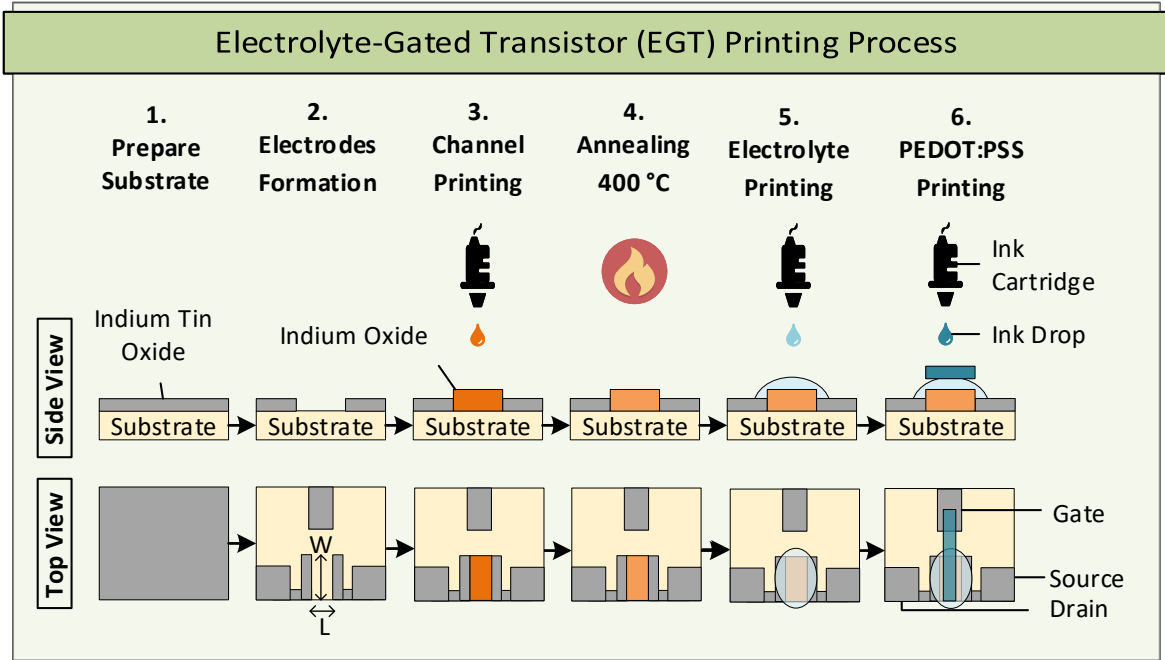 Electrolyte-Gated Transistor (EGT) Printing Process
1.
Prepare
Substrate
2.
Electrodes
Formation
3.
Channel
Printing
4.
Annealing
400 °C
5.
Electrolyte
Printing
6.
PEDOT:PSS
Printing
Ink
Cartridge
Ink Drop
Side View
Indium Tin
Oxide
Indium Oxide
Substrate
Substrate
Substrate
Substrate
Substrate
Substrate
Top View
W
L
Gate
Source
Drain